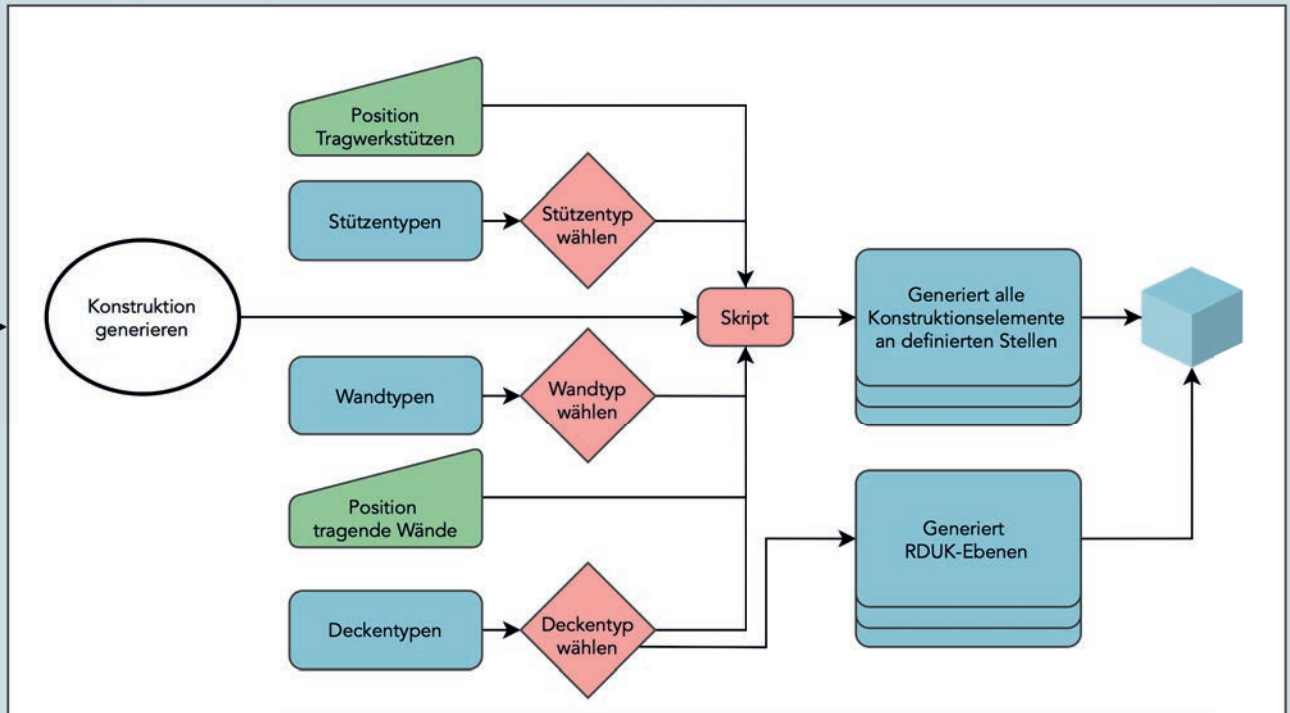 Position
Tragwerkstützen
Stützentypen
Stützentyp
wählen
Konstruktion
generieren
Skript
Generiert alle
Konstruktionselemente
an definierten Stellen
Wandtypen
Wandtyp
wählen
Position
tragende Wände
Generiert
RDUK-Ebenen
Deckentypen
Deckentyp
wählen